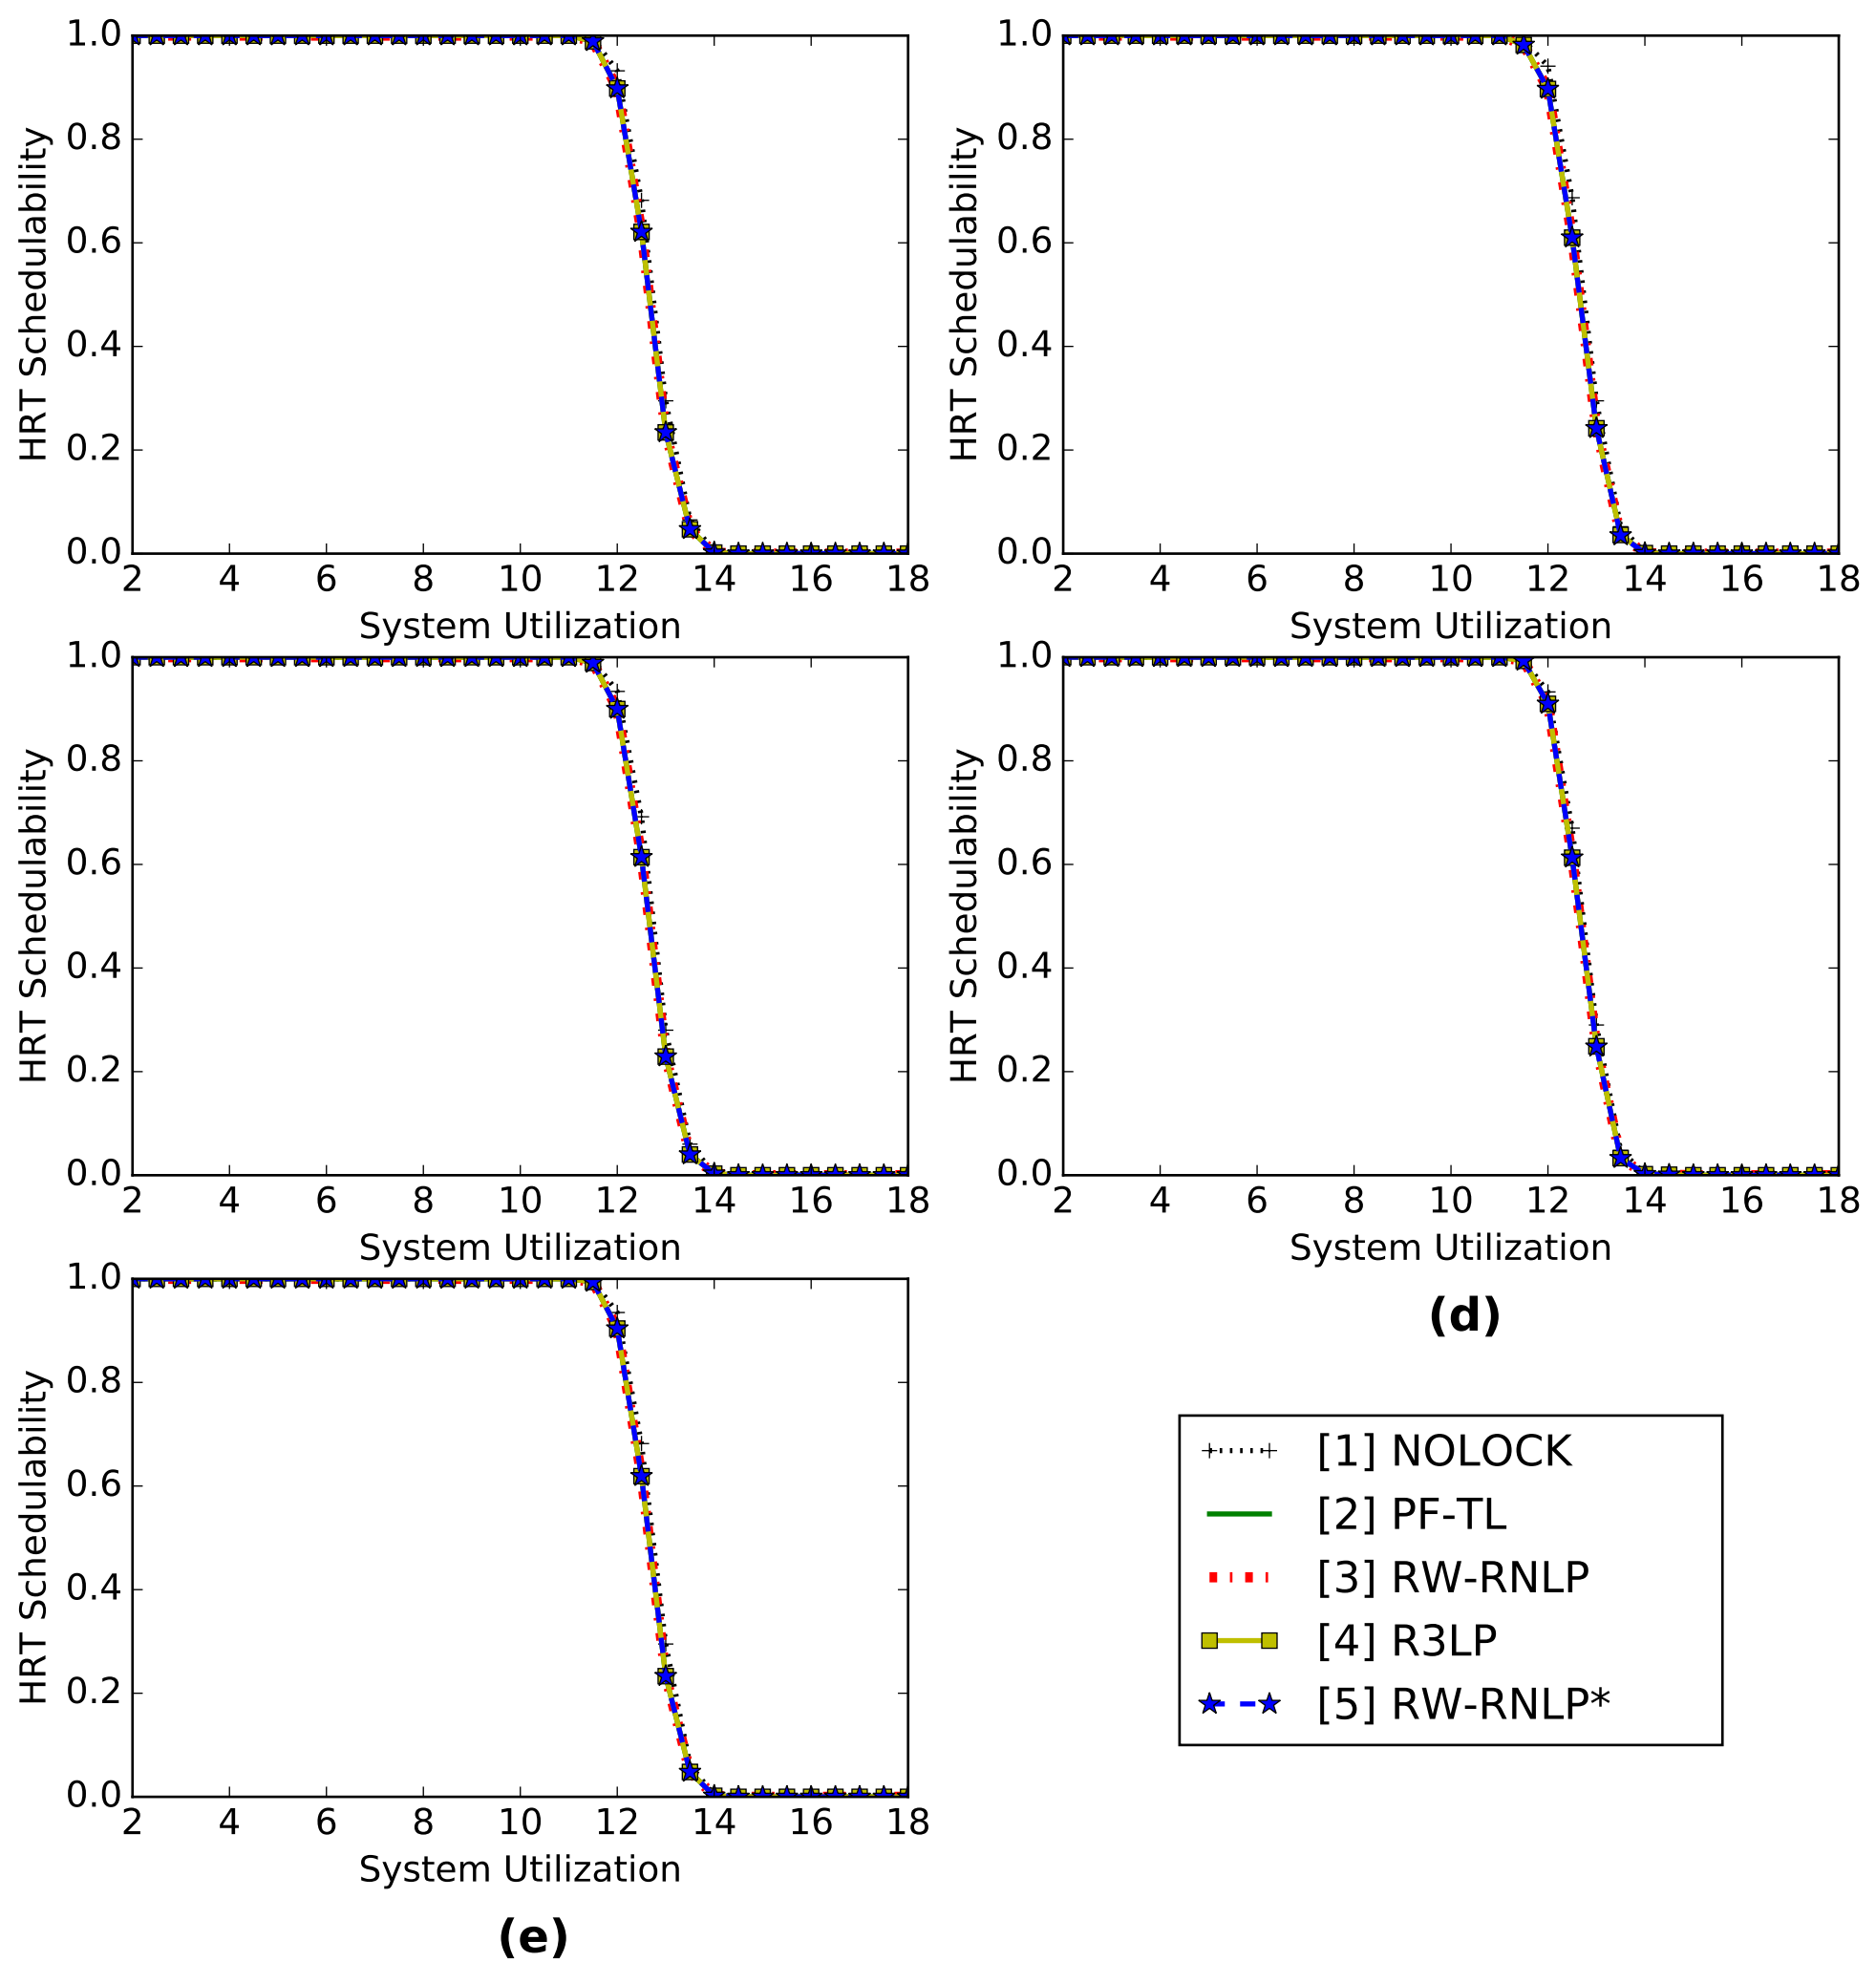 1.0
0.8
0.6
0.4
0.2
0.0
HRT Schedulability
2 4 6 8 10 12 14 16 18
System Utilization
1.0
0.8
0.6
0.4
0.2
0.0
HRT Schedulability
2 4 6 8 10 12 14 16 18
System Utilization
1.0
0.8
0.6
0.4
0.2
0.0
HRT Schedulability
2 4 6 8 10 12 14 16 18
System Utilization
1.0
0.8
0.6
0.4
0.2
0.0
HRT Schedulability
2 4 6 8 10 12 14 16 18
System Utilization
(d)
1.0
0.8
0.6
0.4
0.2
0.0
HRT Schedulability
2 4 6 8 10 12 14 16 18
System Utilization
(e)
[1] NOLOCK
[2] PF-TL
[3] RW-RNLP
[4] R3LP
[5] RW-RNLP*